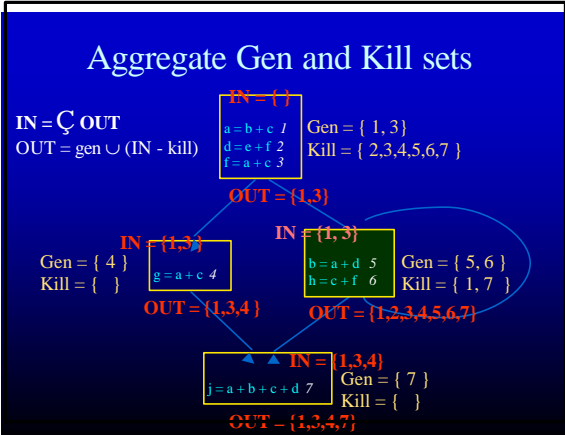 Aggregate Gen and Kill sets
IN = { }
IN = Ç OUT
OUT = gen ∪ (IN - kill)
a = b + c 1
d = e + f 2
f = a + c 3
Gen = { 1, 3}
Kill = { 2,3,4,5,6,7 }
OUT = {1,3}
IN = {1,3}
Gen = { 4 }
Kill = { }
g = a + c 4
OUT = {1,3,4 }
IN = {1, 3}
b = a + d 5
h = c + f 6
Gen = { 5, 6 }
Kill = { 1, 7 }
OUT = {1,2,3,4,5,6,7}
IN = {1,3,4}
j = a + b + c + d 7
Gen = { 7 }
Kill = { }
OUT = {1,3,4,7}